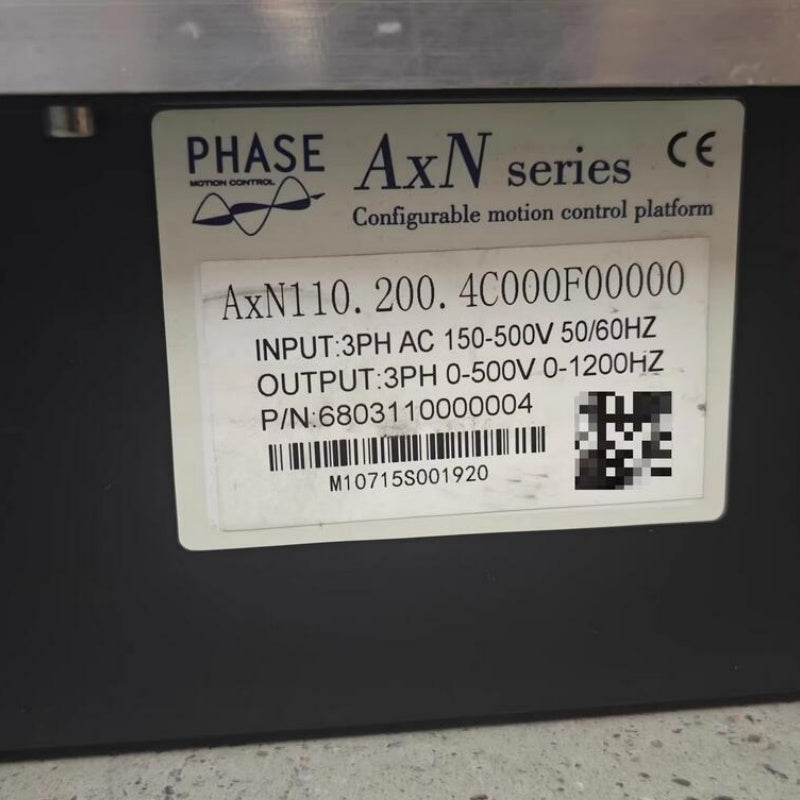 PHASE
MOTION CONTROL
AxN series
CE
Configurable motion control platform
AxN110.200.4C000F00000
INPUT:3PH AC 150-500V 50/60HZ
OUTPUT:3PH 0-500V 0-1200HZ
P/N:6803110000004
M10715S001920